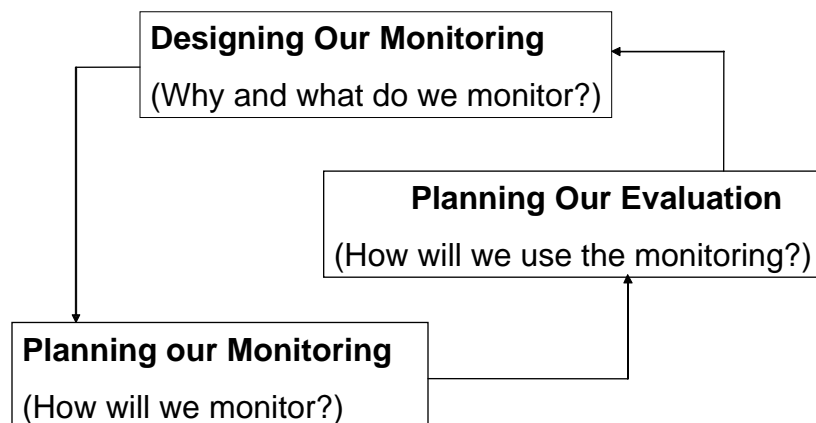 Designing Our Monitoring
(Why and what do we monitor?)
Planning Our Evaluation
(How will we use the monitoring?)
Planning our Monitoring
(How will we monitor?)